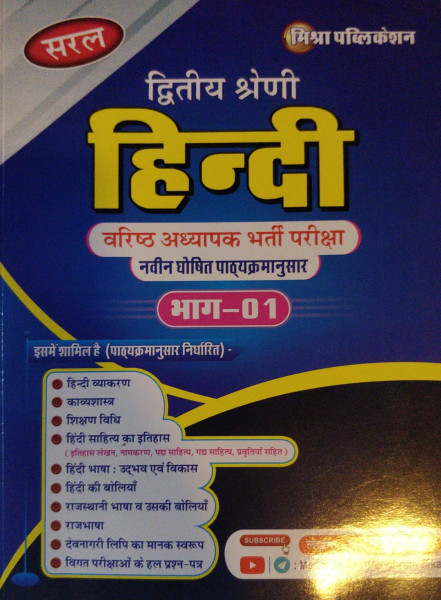 सरल
मिश्रा पब्लिकेशन
द्वितीय श्रेणी
हिन्दी
वरिष्ठ अध्यापक भर्ती परीक्षा
नवीन घोषित पाठ्यक्रमानुसार
भाग-01
इसमें शामिल है (पाठ्यक्रमानुसार निर्धारित) -
हिन्दी व्याकरण
काव्यशास्त्र
शिक्षण विधि
हिंदी साहित्य का इतिहास
(इतिहास लेखन, नामकरण, पद्य साहित्य, गद्य साहित्य, प्रवृतियाँ सहित)
हिंदी भाषा : उद्भव एवं विकास
हिंदी की बोलियाँ
राजस्थानी भाषा व उसकी बोलियाँ
राजभाषा
देवनागरी लिपि का मानक स्वरूप
विगत परीक्षाओं के हल प्रश्न-पत्र
SUBSCRIBE